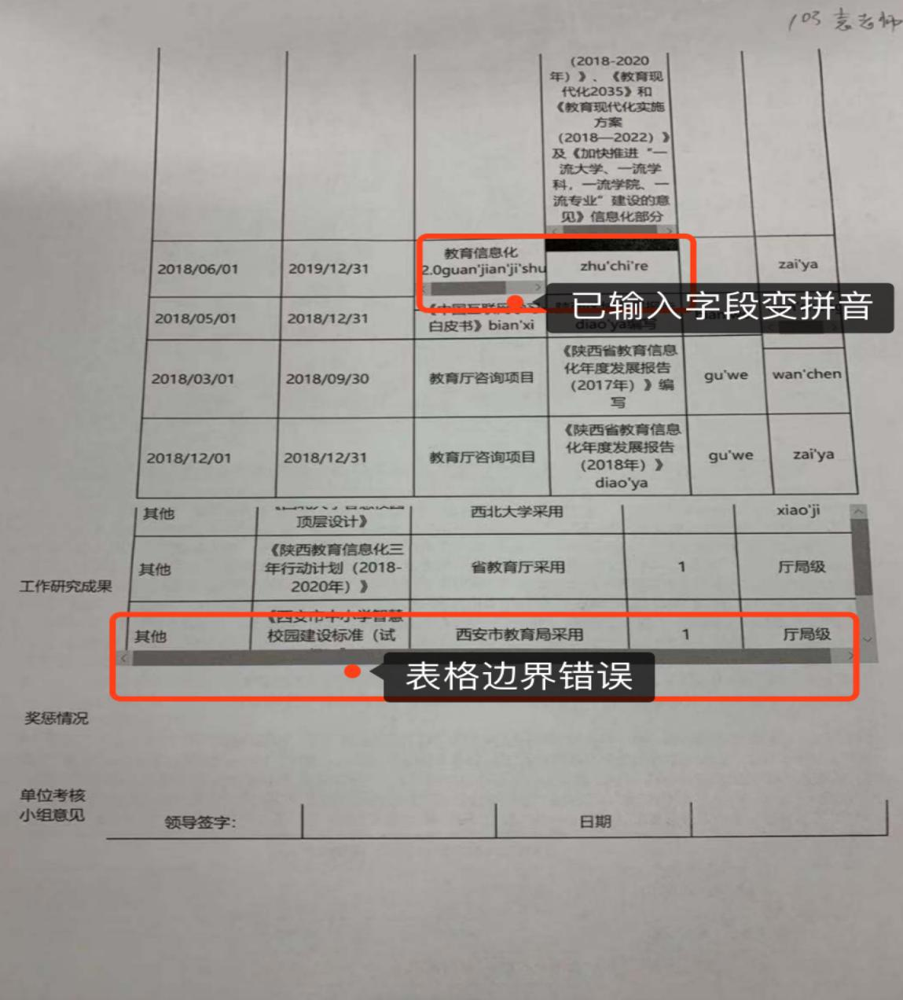 103 袁老师
(2018-2020
年）》、《教育现
代化2035》和
《教育现代化实施
方案
（2018—2022）》
及《加快推进“一
流大学、一流学
科，一流学院、一
流专业”建设的意
见》信息化部分
2018/06/01 2019/12/31 教育信息化 zhu'chi're zai'ya
2.0guan'jian'ji'shu
已输入字段变拼音
2018/05/01 2018/12/31 《中国互联网学习
白皮书》bian'xi diao'ya编写
2018/03/01 2018/09/30 教育厅咨询项目 《陕西省教育信息 gu'we wan'chen
化年度发展报告
（2017年）》编
写
2018/12/01 2018/12/31 教育厅咨询项目 《陕西省教育信息 gu'we zai'ya
化年度发展报告
（2018年）》
diao'ya
其他 顶层设计》 西北大学采用 xiao'ji
其他 《陕西教育信息化三 省教育厅采用 1 厅局级
年行动计划（2018-
2020年）》
工作研究成果
《西安市中小学智慧
其他 校园建设标准（试 西安市教育局采用 1 厅局级
表格边界错误
奖惩情况
单位考核
小组意见
领导签字: 日期